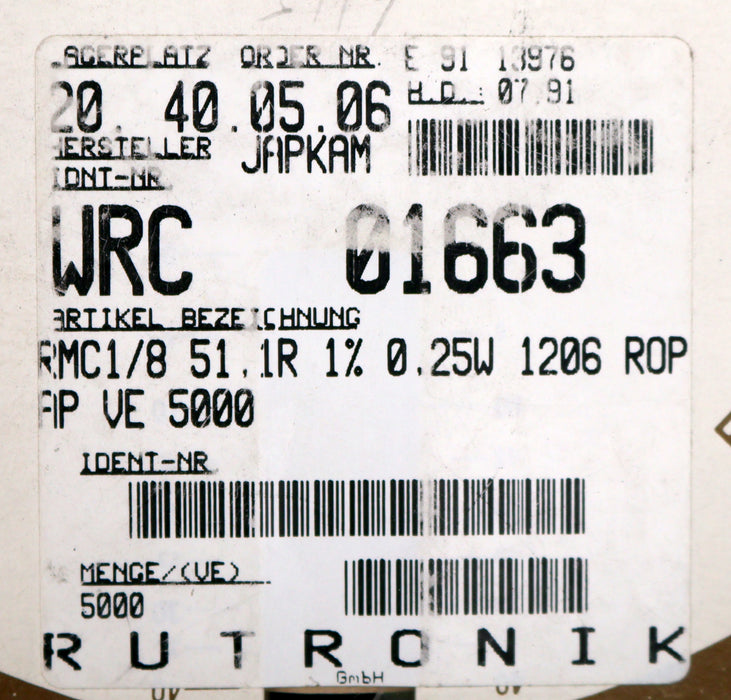 LAGERPLATZ ORDER NR. E 91 13976
20. 40.05.06 W.D.: 07.91
HERSTELLER JAPKAM
IDNT-NR.
WRC 01663
ARTIKEL BEZEICHNUNG
RMC1/8 51,1R 1% 0.25W 1206 ROP
AP VE 5000
IDENT-NR
MENGE/(VE)
5000
RUTRONIK
GmbH